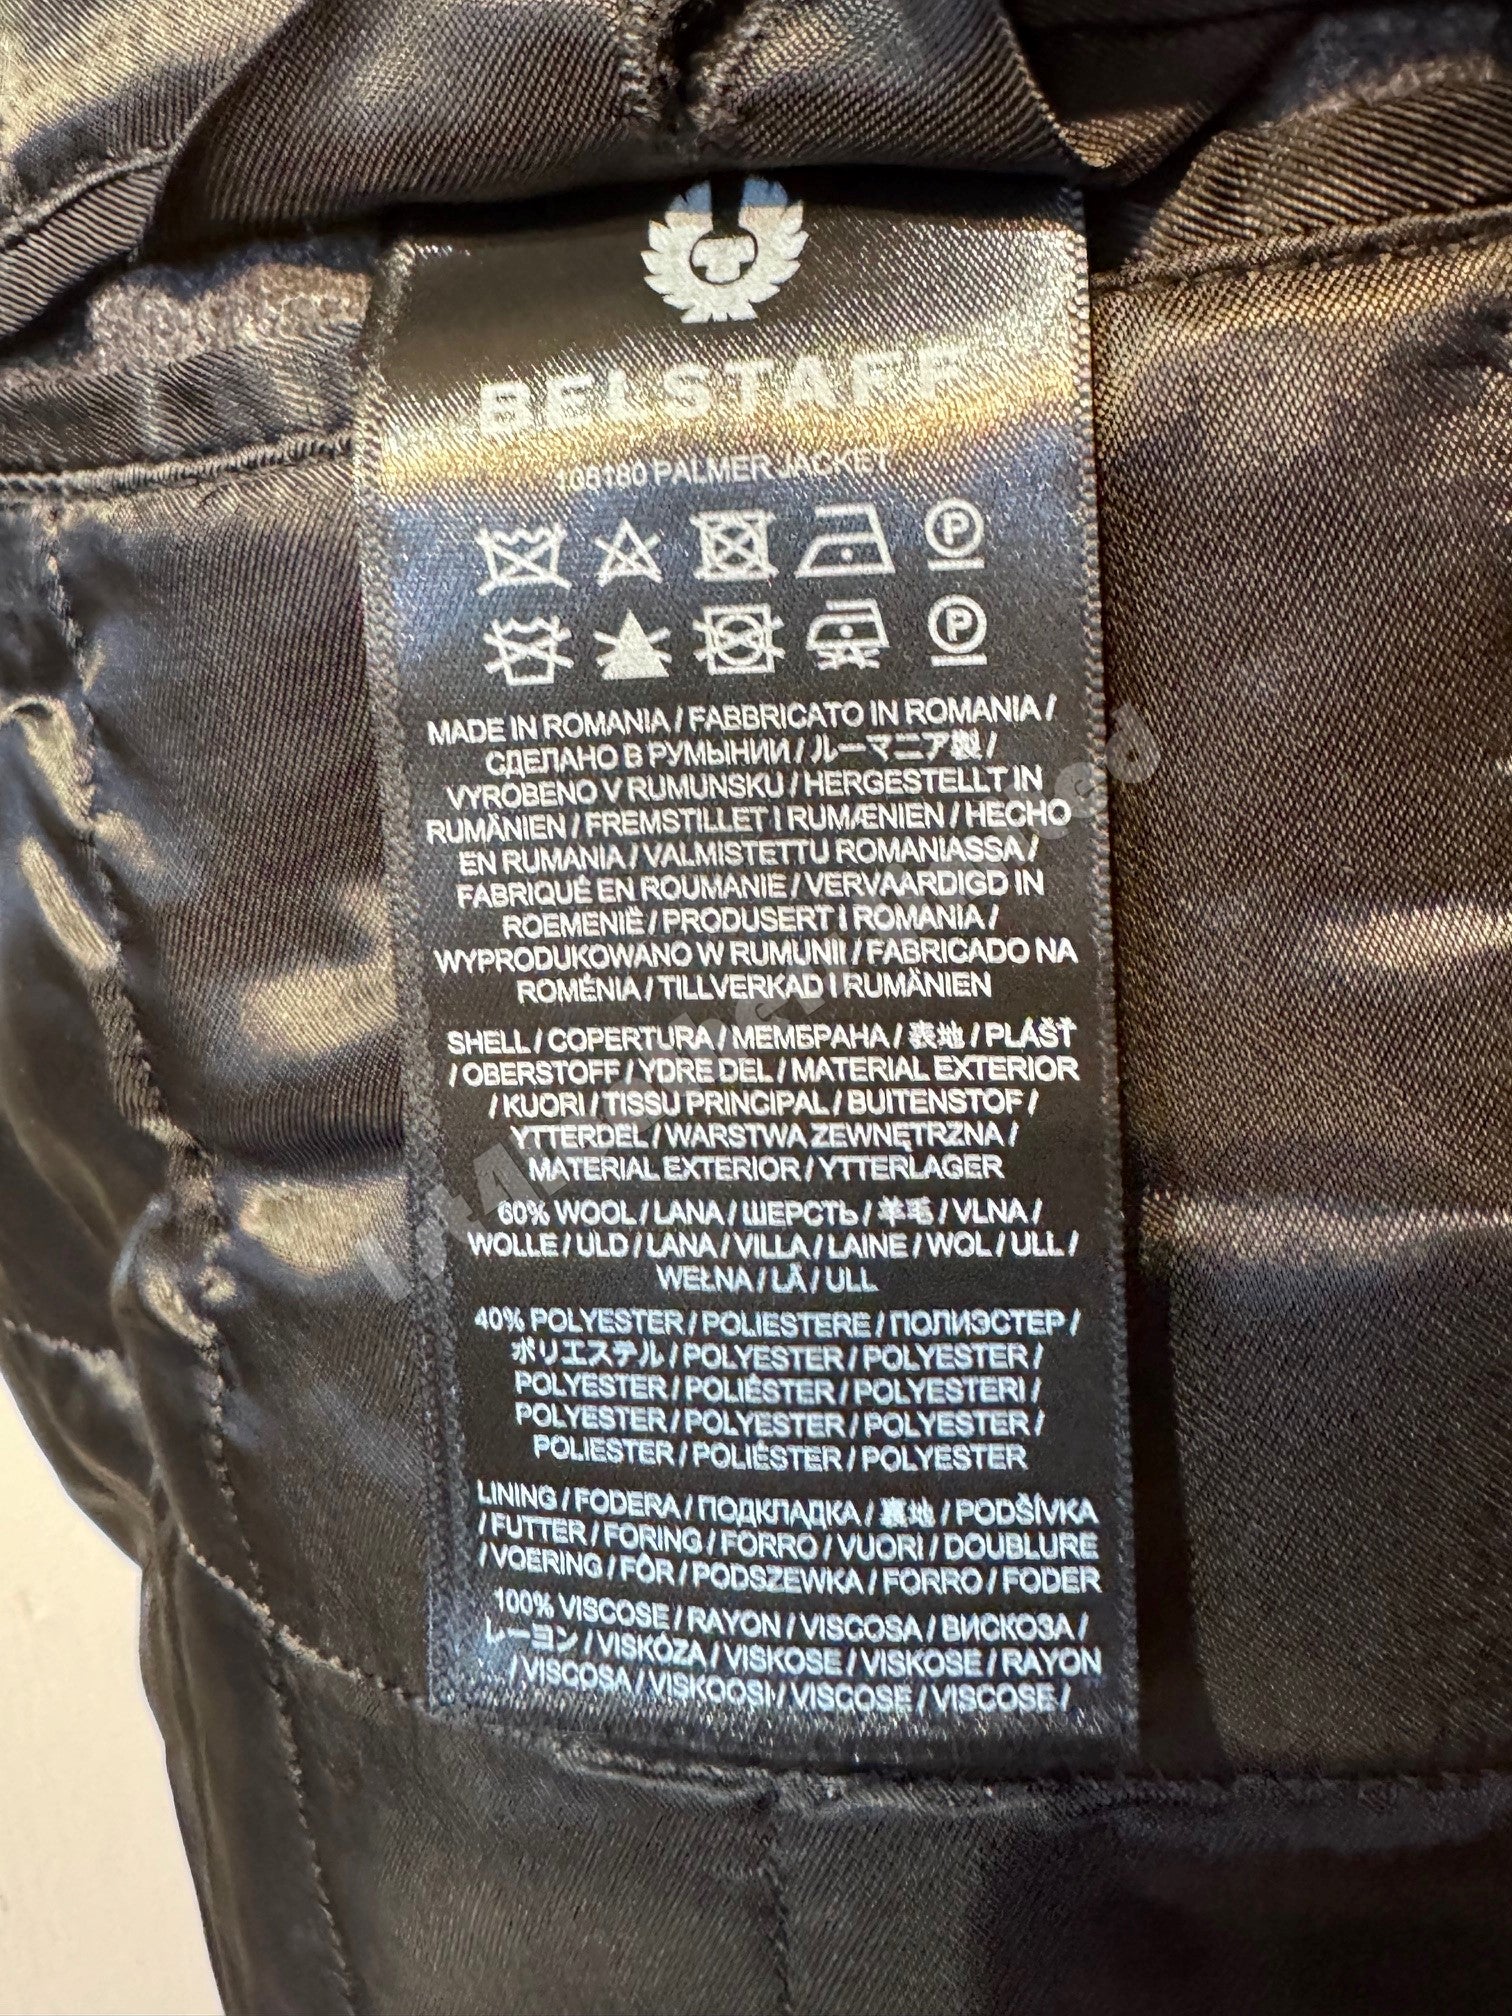 BELSTAFF
106180 PALMER JACKET
P
P
MADE IN ROMANIA / FABBRICATO IN ROMANIA /
СДЕЛАНО В РУМЫНИИ / ルーマニア製 /
VYROBENO V RUMUNSKU / HERGESTELLT IN
RUMÄNIEN / FREMSTILLET I RUMÆNIEN / HECHO
EN RUMANIA / VALMISTETTU ROMANIASSA /
FABRIQUÉ EN ROUMANIE / VERVAARDIGD IN
ROEMENIË / PRODUSERT I ROMANIA /
WYPRODUKOWANO W RUMUNII / FABRICADO NA
ROMÉNIA / TILLVERKAD I RUMÄNIEN
SHELL / COPERTURA / МЕМБРАНА / 表地 / PLÁŠŤ
/ OBERSTOFF / YDRE DEL / MATERIAL EXTERIOR
/ KUORI / TISSU PRINCIPAL / BUITENSTOF /
YTTERDEL / WARSTWA ZEWNĘTRZNA /
MATERIAL EXTERIOR / YTTERLAGER
60% WOOL / LANA / ШЕРСТЬ / 羊毛 / VLNA /
WOLLE / ULD / LANA / VILLA / LAINE / WOL / ULL /
WEŁNA / LÃ / ULL
40% POLYESTER / POLIESTERE / ПОЛИЭСТЕР /
ポリエステル / POLYESTER / POLYESTER /
POLYESTER / POLIÉSTER / POLYESTERI /
POLYESTER / POLYESTER / POLYESTER /
POLIESTER / POLIÉSTER / POLYESTER
LINING / FODERA / ПОДКЛАДКА / 裏地 / PODŠÍVKA
/ FUTTER / FORING / FORRO / VUORI / DOUBLURE
/ VOERING / FÔR / PODSZEWKA / FORRO / FODER
100% VISCOSE / RAYON / VISCOSA / ВИСКОЗА /
レーヨン / VISKÓZA / VISKOSE / VISKOSE / RAYON
/ VISCOSA / VISKOOSI / VISCOSE / VISCOSE /